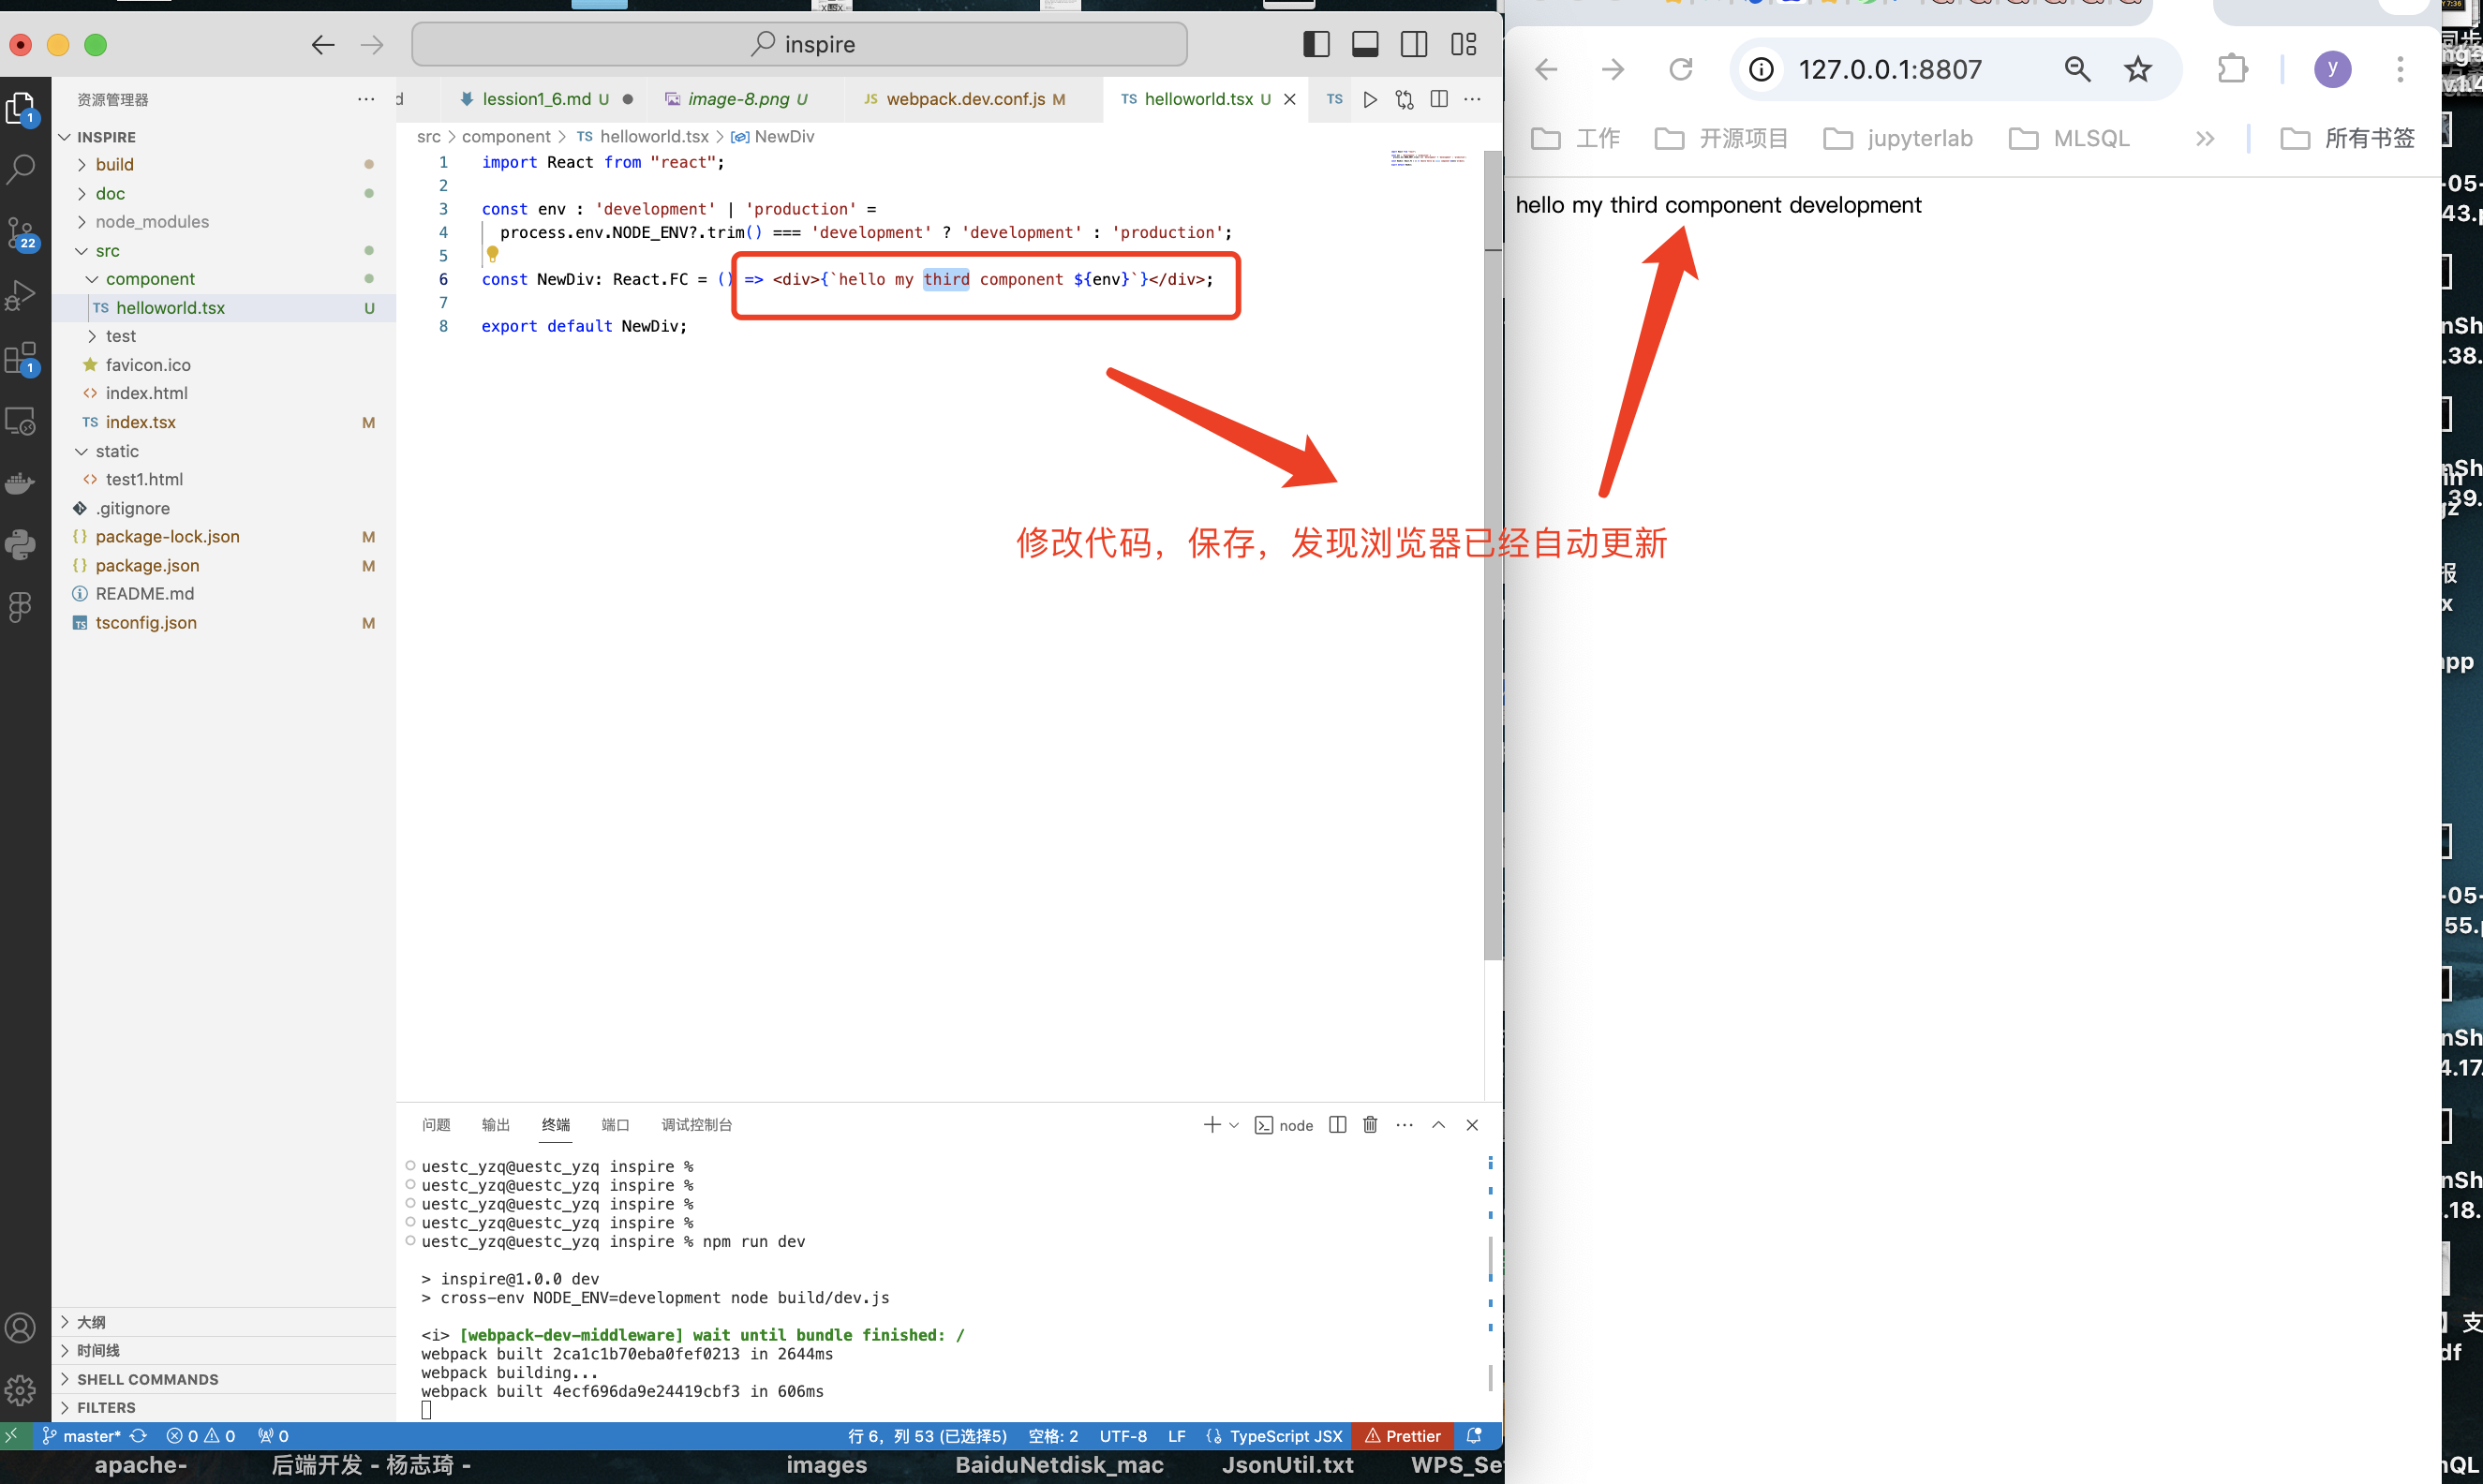 inspire
资源管理器
INSPIRE
build
doc
node_modules
src
component
helloworld.tsx U
test
favicon.ico
index.html
index.tsx M
static
test1.html
.gitignore
package-lock.json M
package.json M
README.md
tsconfig.json M
大纲
时间线
SHELL COMMANDS
FILTERS
1
22
1
lession1_6.md U
image-8.png U
JS webpack.dev.conf.js M
TS helloworld.tsx U
TS
src > component > TS helloworld.tsx > NewDiv
1 import React from "react";
2
3 const env : 'development' | 'production' =
4 process.env.NODE_ENV?.trim() === 'development' ? 'development' : 'production';
5
6 const NewDiv: React.FC = () => <div>{`hello my third component ${env}`}</div>;
7
8 export default NewDiv;
修改代码，保存，发现浏览器已经自动更新
问题 输出 终端 端口 调试控制台
node
uestc_yzq@uestc_yzq inspire %
uestc_yzq@uestc_yzq inspire %
uestc_yzq@uestc_yzq inspire %
uestc_yzq@uestc_yzq inspire %
uestc_yzq@uestc_yzq inspire % npm run dev
> inspire@1.0.0 dev
> cross-env NODE_ENV=development node build/dev.js
<i> [webpack-dev-middleware] wait until bundle finished: /
webpack built 2ca1c1b70eba0fef0213 in 2644ms
webpack building...
webpack built 4ecf696da9e24419cbf3 in 606ms
master* 0 0 0
行 6，列 53 (已选择5) 空格: 2 UTF-8 LF TypeScript JSX Prettier
127.0.0.1:8807
y
工作 开源项目 jupyterlab MLSQL 所有书签
hello my third component development
apache- 后端开发 - 杨志琦 - images BaiduNetdisk_mac JsonUtil.txt